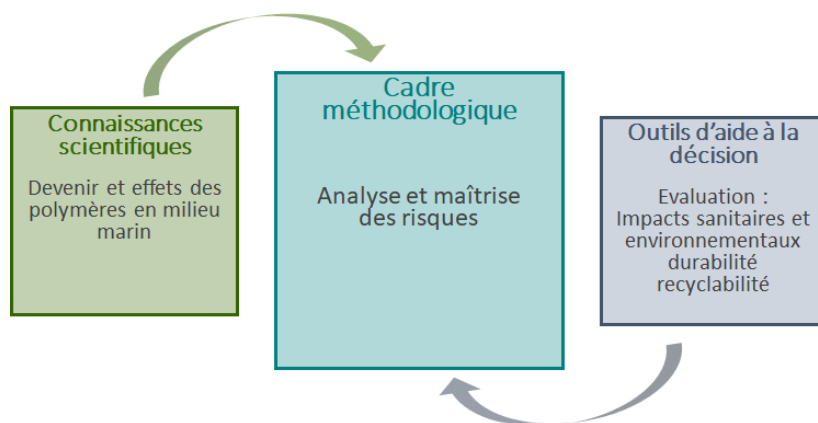 Connaissances
scientifiques
Devenir et effets des
polymères en milieu
marin
Cadre
méthodologique
Analyse et maîtrise
des risques
Outils d'aide à la
décision
Evaluation :
Impacts sanitaires et
environnementaux
durabilité
recyclabilité